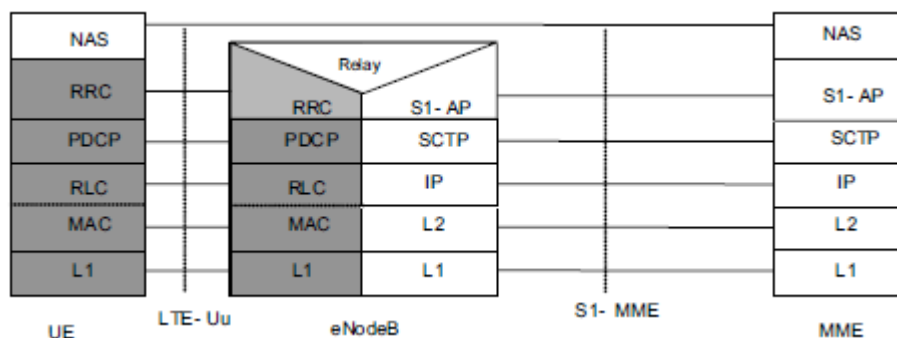 NAS
RRC
PDCP
RLC
MAC
L1
UE
LTE- Uu
Relay
RRC
S1- AP
PDCP
SCTP
RLC
IP
MAC
L2
L1
L1
eNodeB
S1- MME
NAS
S1- AP
SCTP
IP
L2
L1
MME